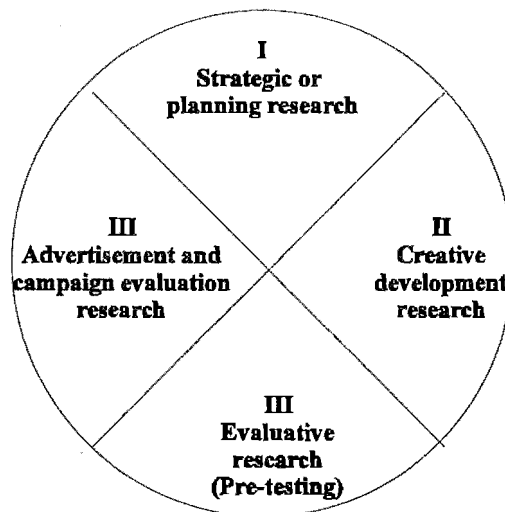 I
Strategic or
planning research
II
Creative
development
research
III
Evaluative
rescarch
(Pre-testing)
III
Advertisement and
campaign evaluation
research